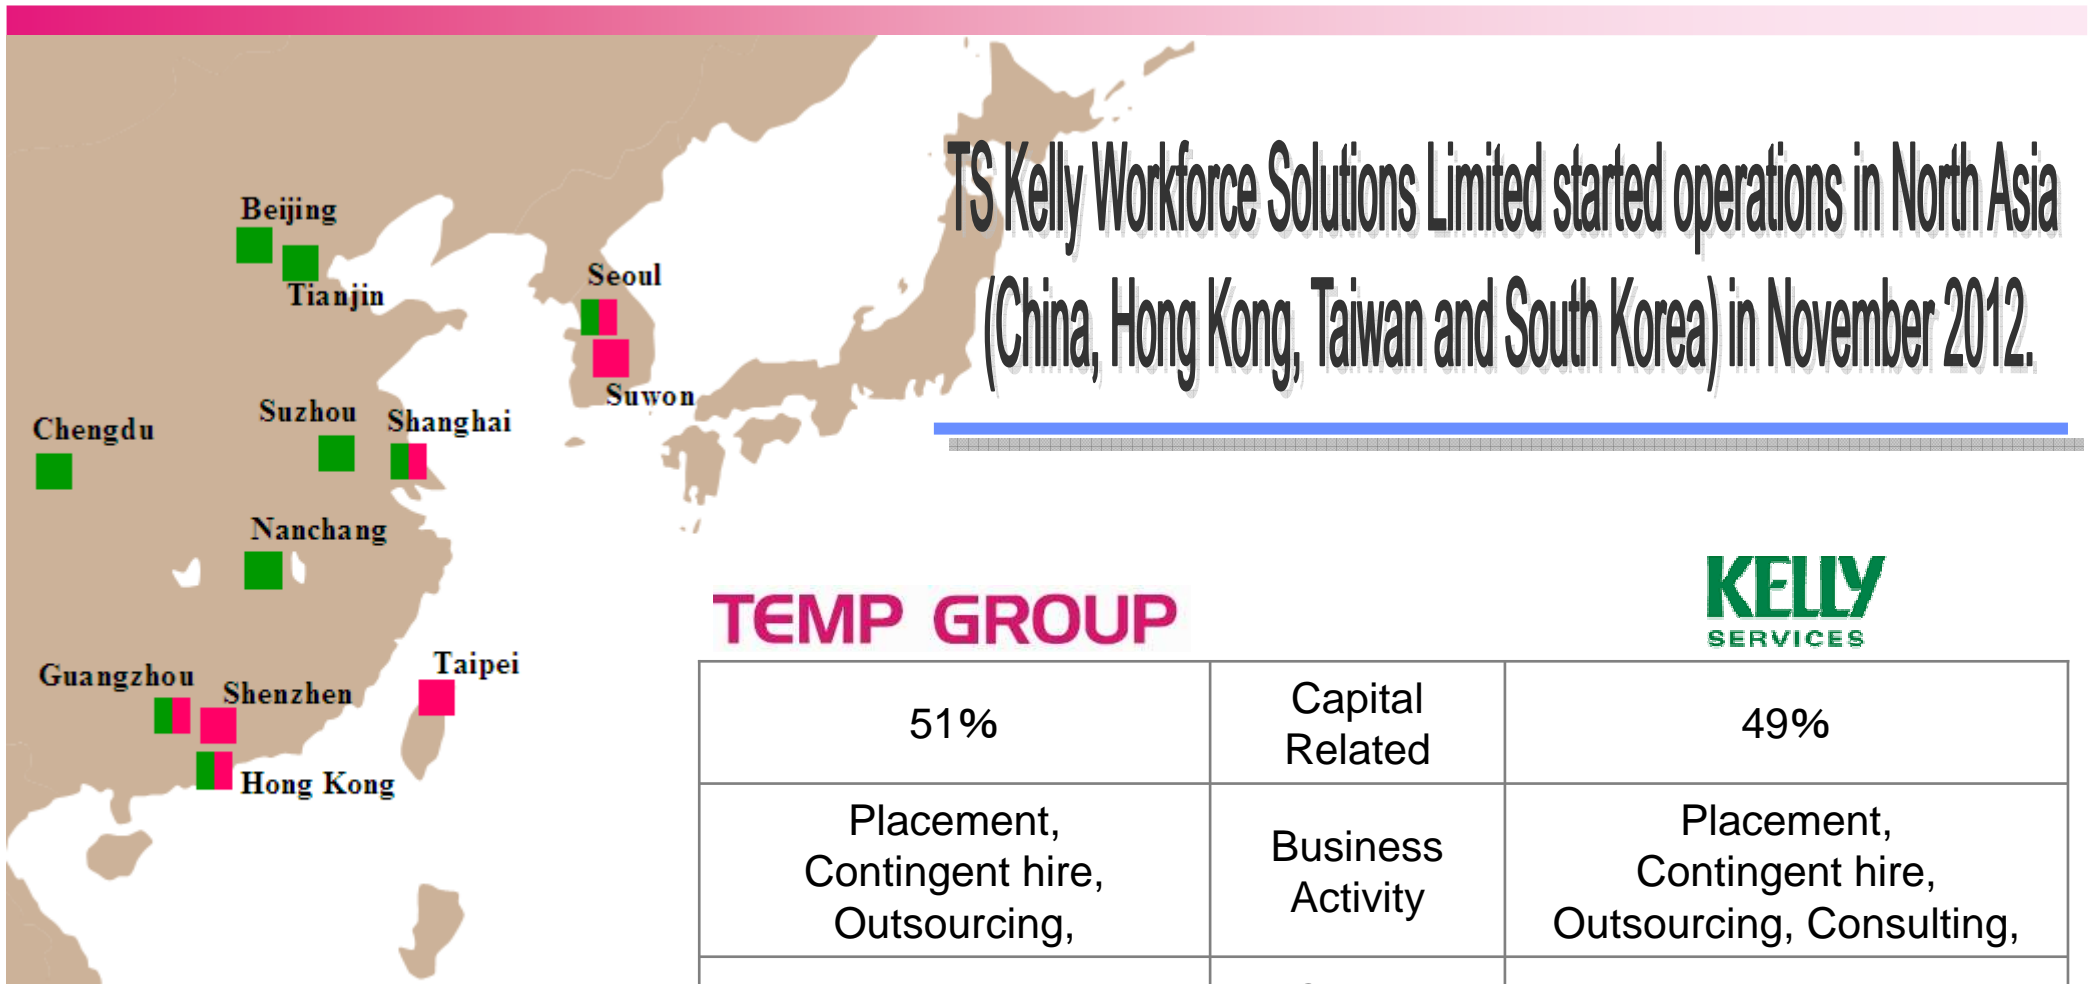 TS Kelly Workforce Solutions Limited started operations in North Asia
(China, Hong Kong, Taiwan and South Korea) in November 2012.
Beijing
Tianjin
Seoul
Suwon
Chengdu
Suzhou
Shanghai
Nanchang
Guangzhou
Shenzhen
Taipei
Hong Kong
TEMP GROUP
KELLY
SERVICES
51%
Capital
Related
49%
Placement,
Contingent hire,
Outsourcing,
Business
Activity
Placement,
Contingent hire,
Outsourcing, Consulting,